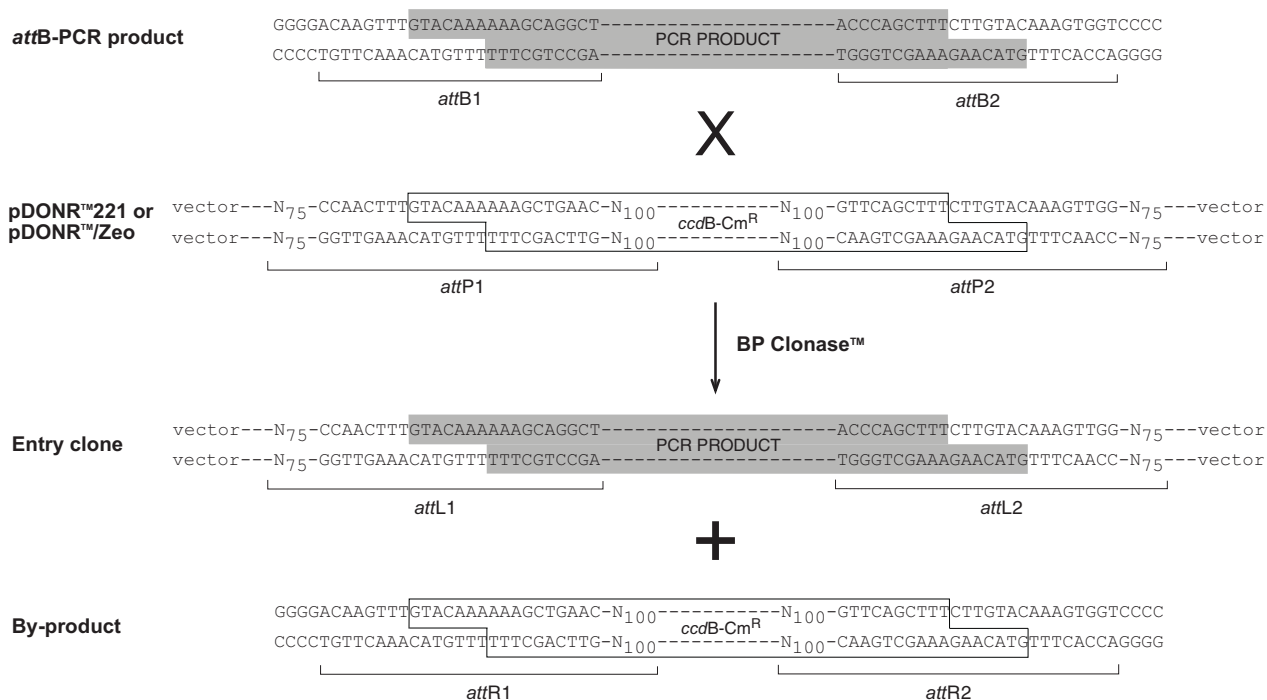 attB-PCR product
GGGGACAAGTTTGTACAAAAAAGCAGGCT--------------------------ACCCAGCTTTCTTGTACAAAGTGGTCCCC
PCR PRODUCT
CCCCTGTTCAAACATGTTTTTTCGTCCGA--------------------------TGGGTCGAAAGAACATGTTTCACCAGGGG
attB1
attB2
X
pDONR™221 or
pDONR™/Zeo
vector---N75-CCAACTTTGTACAAAAAAGCTGAAC-N100------------N100-GTTCAGCTTTCTTGTACAAAGTTGG-N75---vector
ccdB-CmR
vector---N75-GGTTGAAACATGTTTTTTCGACTTG-N100------------N100-CAAGTCGAAAGAACATGTTTCAACC-N75---vector
attP1
attP2
BP Clonase™
Entry clone
vector---N75-CCAACTTTGTACAAAAAAGCAGGCT--------------------------ACCCAGCTTTCTTGTACAAAGTTGG-N75---vector
PCR PRODUCT
vector---N75-GGTTGAAACATGTTTTTTCGTCCGA--------------------------TGGGTCGAAAGAACATGTTTCAACC-N75---vector
attL1
attL2
+
By-product
GGGGACAAGTTTGTACAAAAAAGCTGAAC-N100------------N100-GTTCAGCTTTCTTGTACAAAGTGGTCCCC
ccdB-CmR
CCCCTGTTCAAACATGTTTTTTCGACTTG-N100------------N100-CAAGTCGAAAGAACATGTTTCACCAGGGG
attR1
attR2